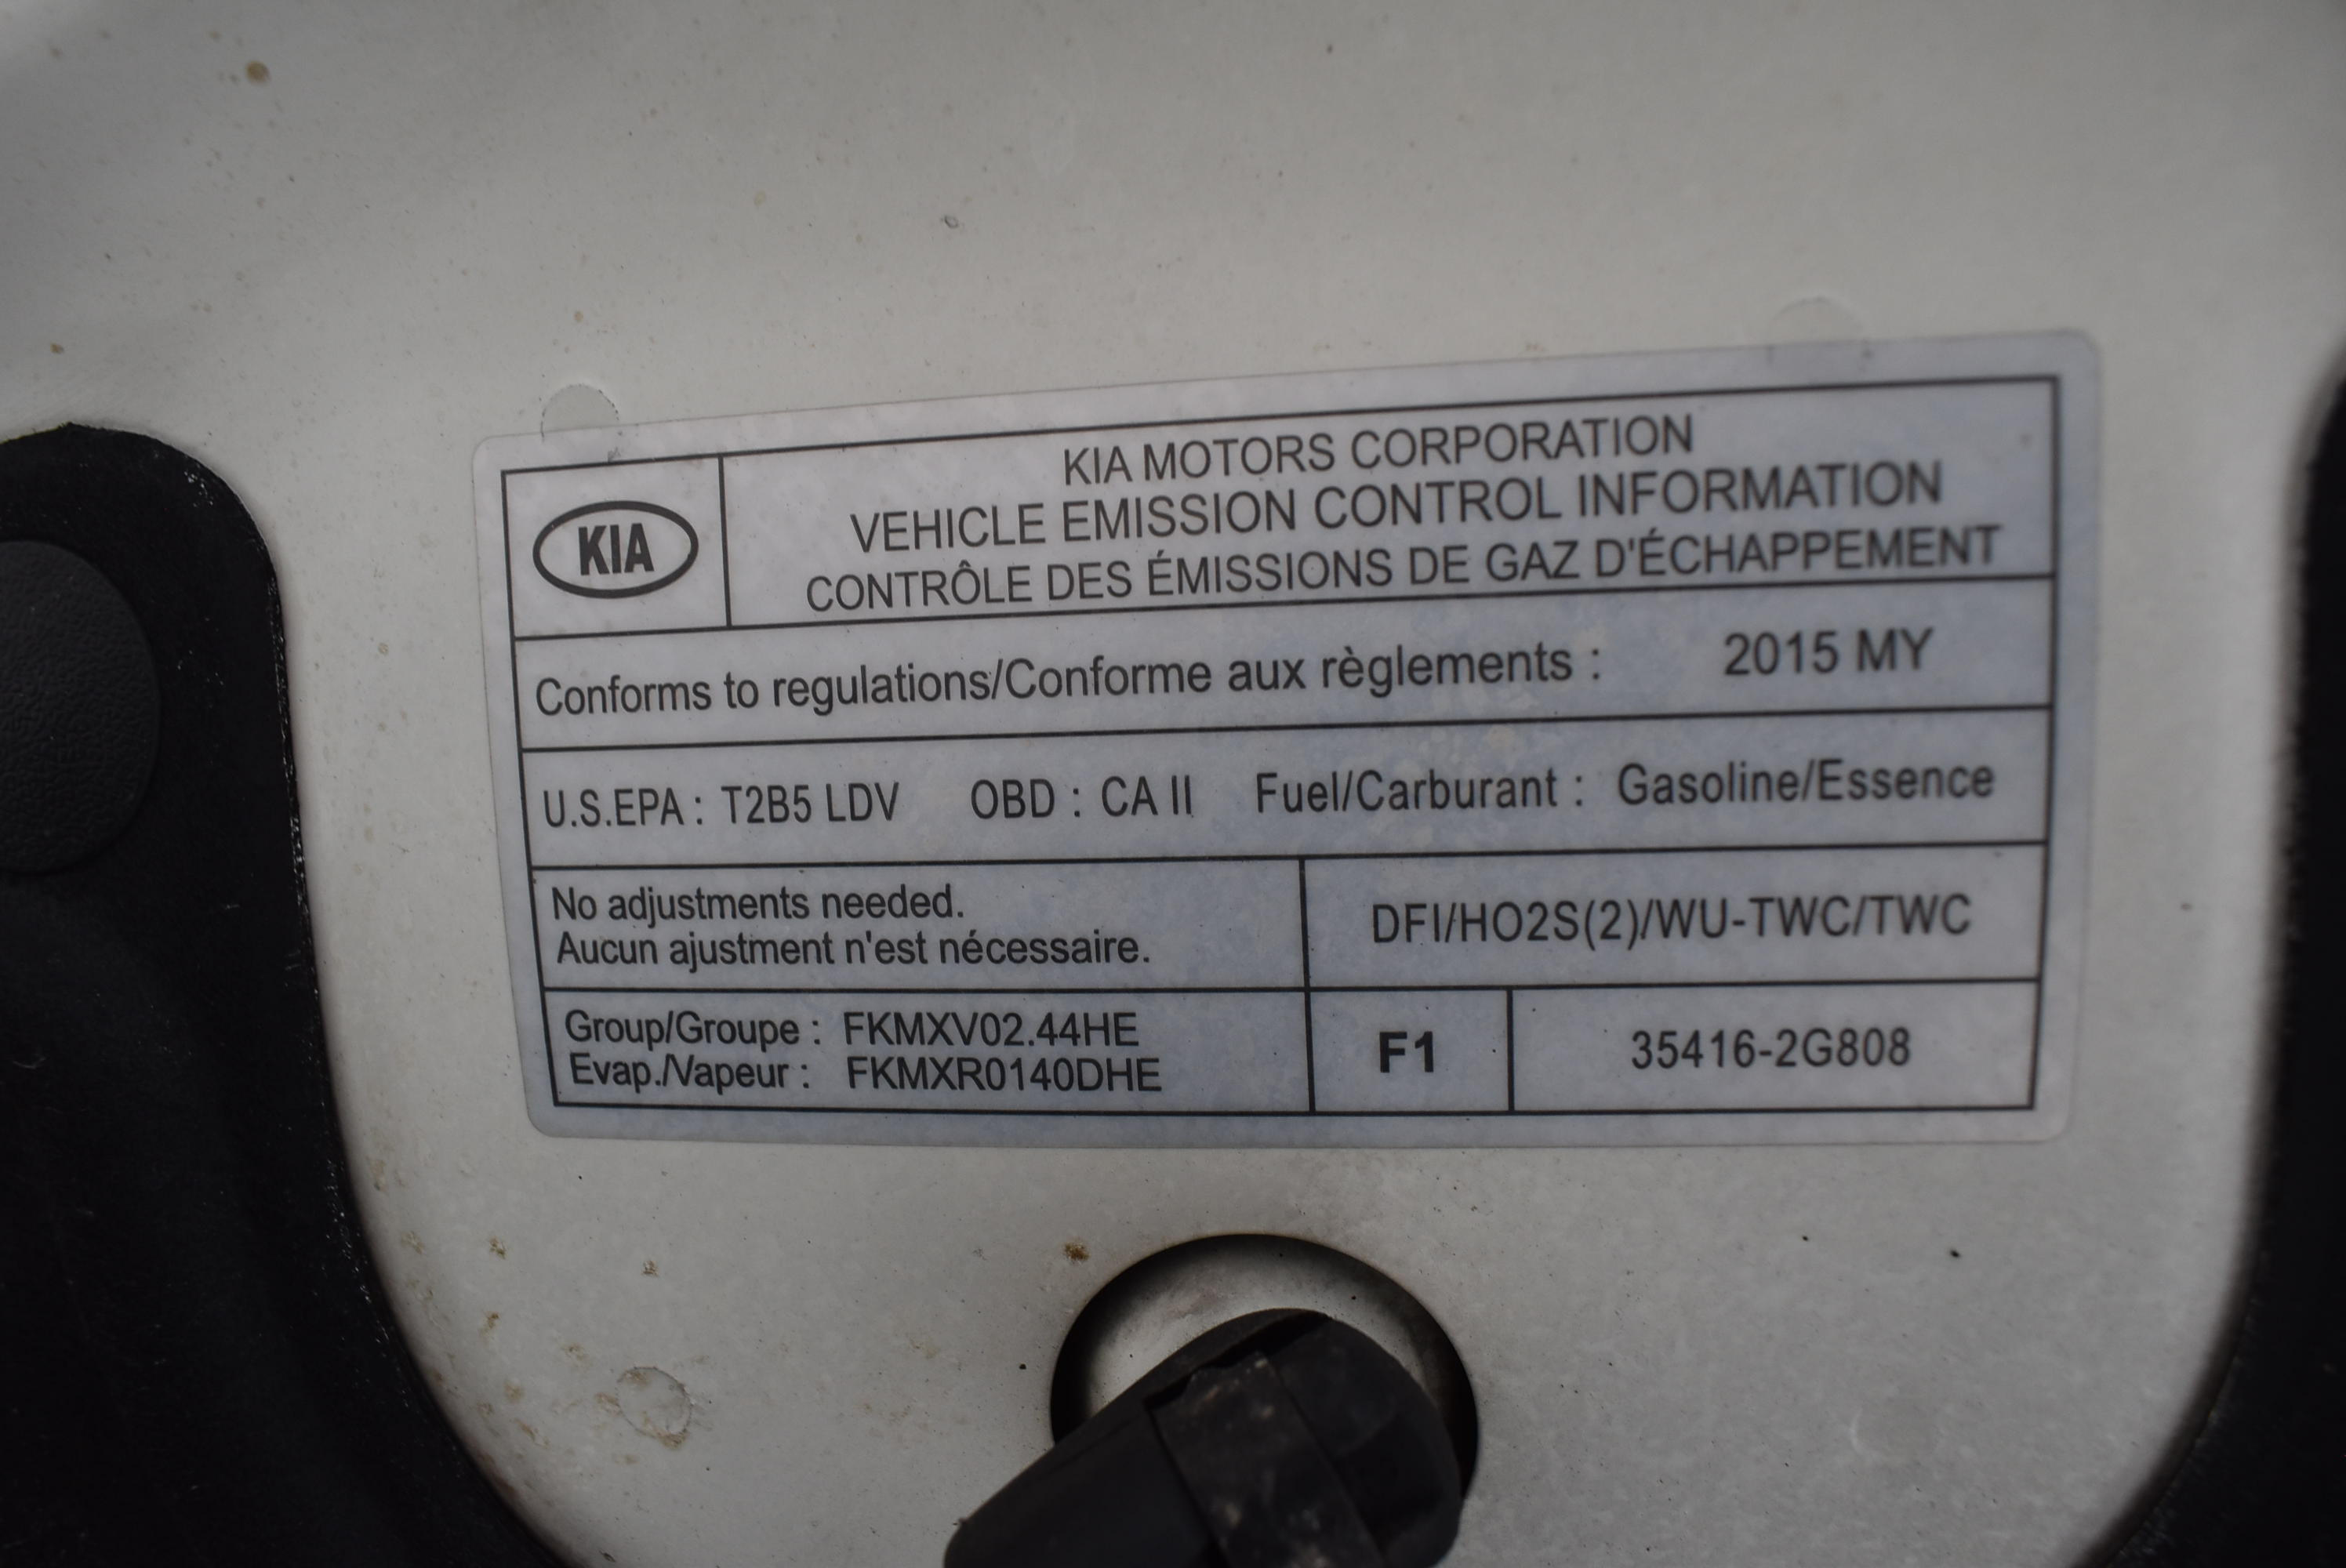 KIA
KIA MOTORS CORPORATION
VEHICLE EMISSION CONTROL INFORMATION
CONTRÔLE DES ÉMISSIONS DE GAZ D'ÉCHAPPEMENT
Conforms to regulations/Conforme aux règlements : 2015 MY
U.S.EPA : T2B5 LDV OBD : CA II Fuel/Carburant : Gasoline/Essence
No adjustments needed.
Aucun ajustment n'est nécessaire.
DFI/HO2S(2)/WU-TWC/TWC
Group/Groupe : FKMXV02.44HE
Evap./Vapeur : FKMXR0140DHE
F1
35416-2G808